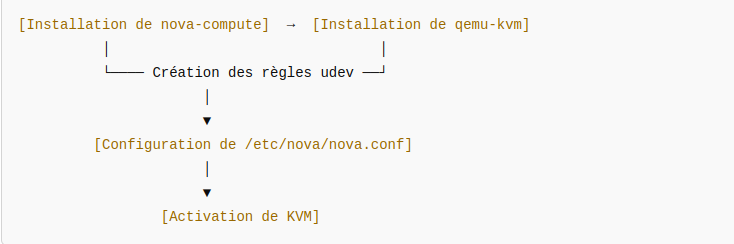 [Installation de nova-compute] → [Installation de qemu-kvm]
│ │
└──── Création des règles udev ──┘
│
▼
[Configuration de /etc/nova/nova.conf]
│
▼
[Activation de KVM]